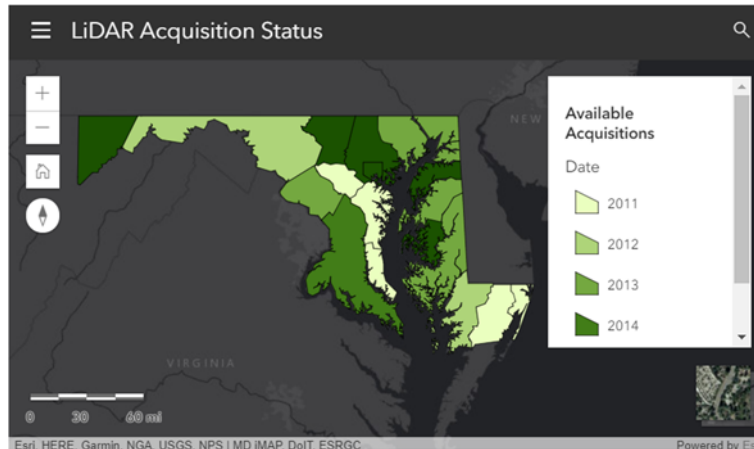 LiDAR Acquisition Status
NEW
Available
Acquisitions
Date
2011
2012
2013
2014
VIRGINIA
0 30 60 mi
Esri, HERE, Garmin, NGA, USGS, NPS | MD iMAP, DoIT, ESRGC
Powered by